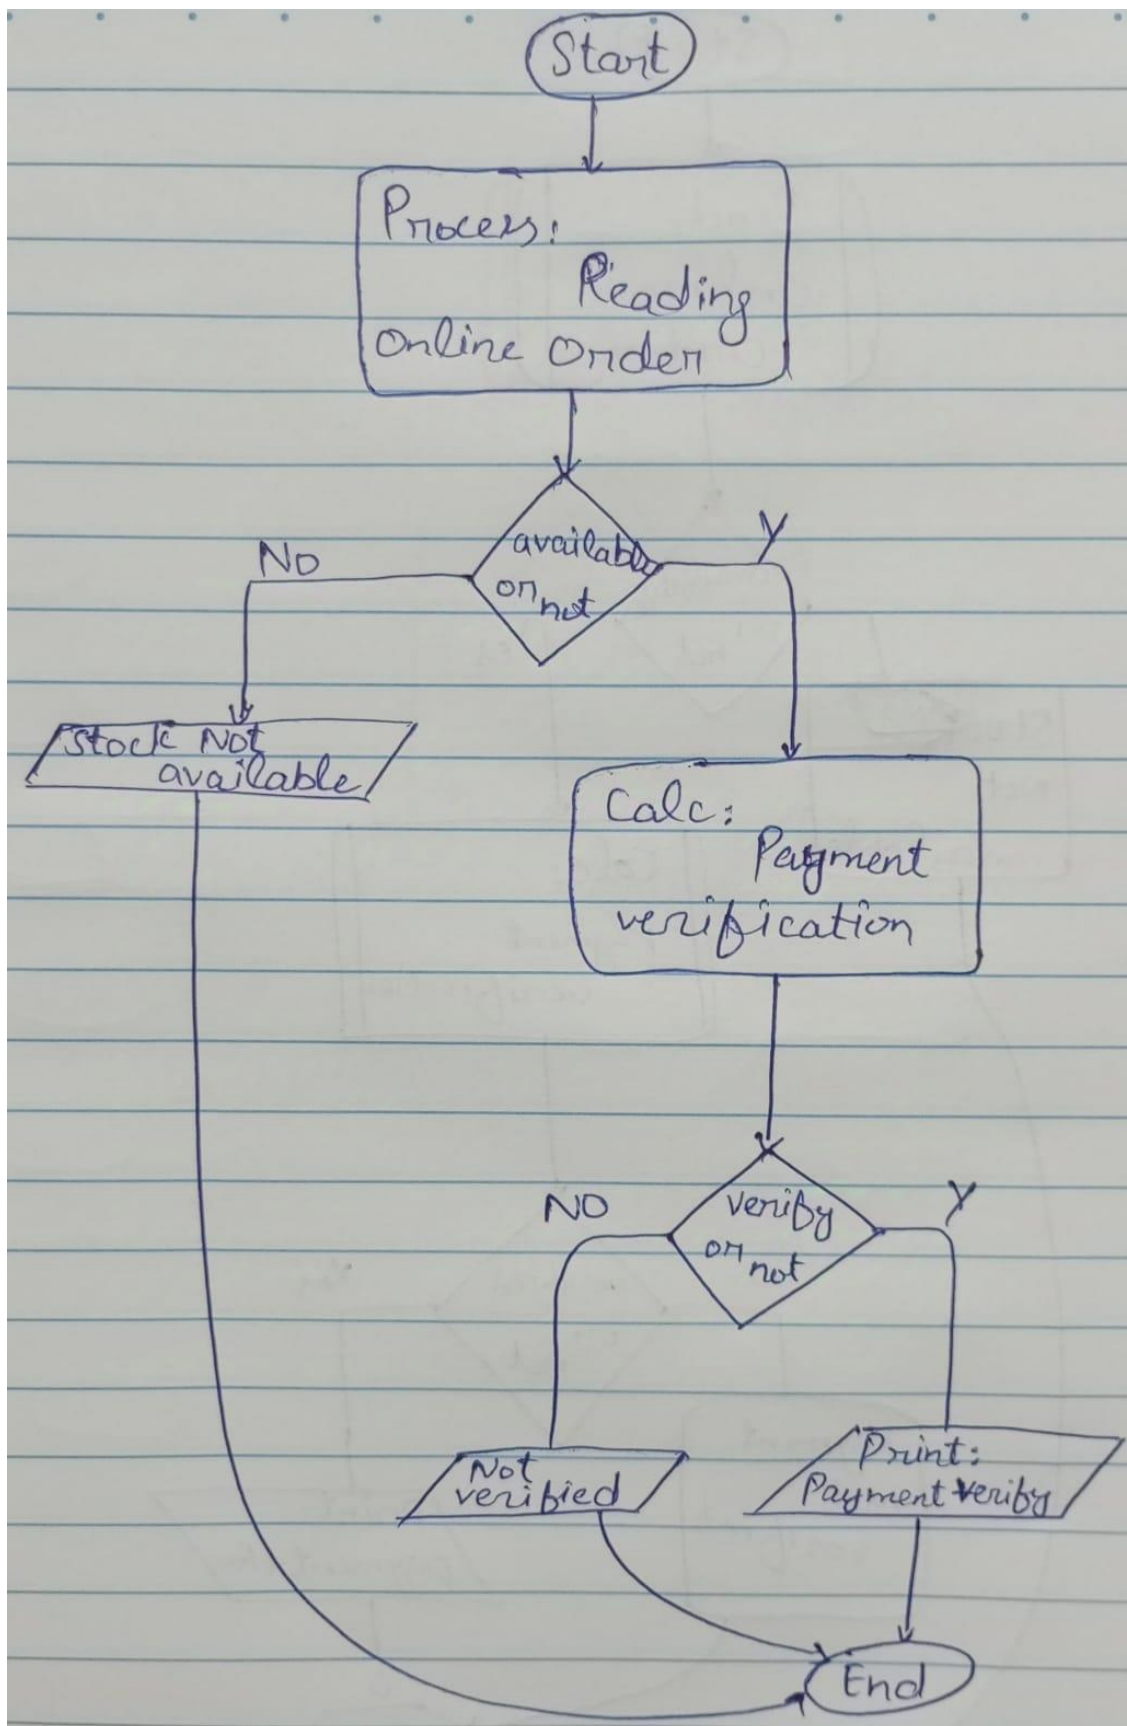 Start
Process:
Reading
online order
available
or
not
No
Y
Stock Not
available
Calc:
Payment
verification
verify
or
not
NO
Y
Not
verified
Print:
Payment verify
End